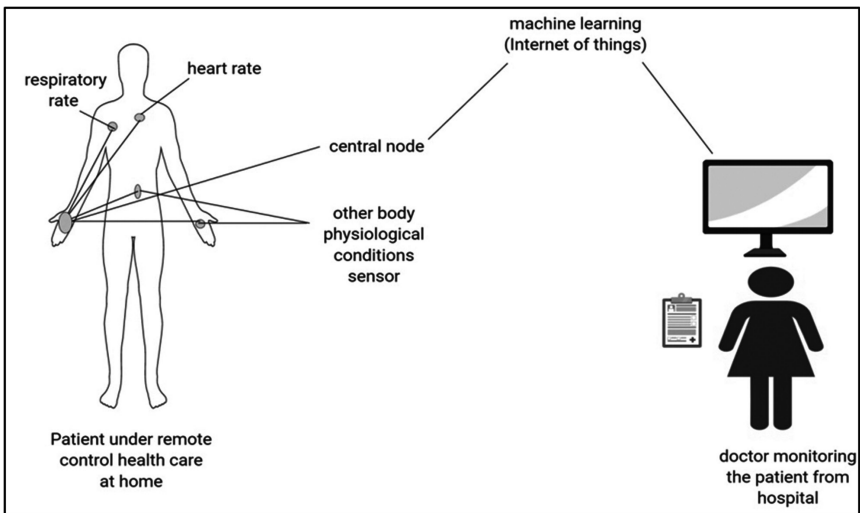 machine learning
(Internet of things)
respiratory
rate
heart rate
central node
other body
physiological
conditions
sensor
Patient under remote
control health care
at home
doctor monitoring
the patient from
hospital